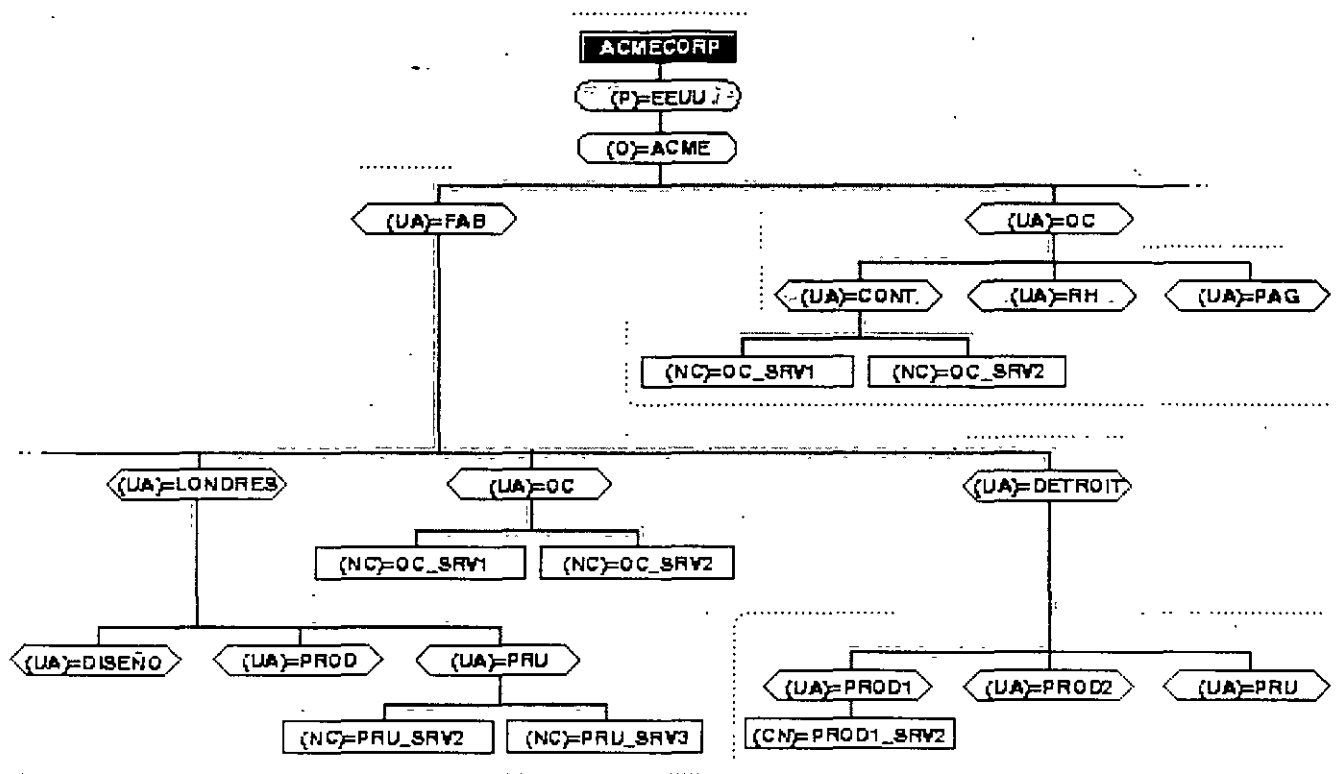 ACMECORP
(P)=EEUU
(O)=ACME
(UA)=FAB
(UA)=OC
(UA)=CONT.
(UA)=RH
(UA)=PAG
(NC)=OC_SRV1
(NC)=OC_SRV2
(UA)=LONDRES
(UA)=OC
(UA)=DETROIT
(NC)=OC_SRV1
(NC)=OC_SRV2
(UA)=DISEÑO
(UA)=PROD
(UA)=PRU
(UA)=PROD1
(UA)=PROD2
(UA)=PRU
(NC)=PRU_SRV2
(NC)=PRU_SRV3
(CN)=PROD1_SRV2